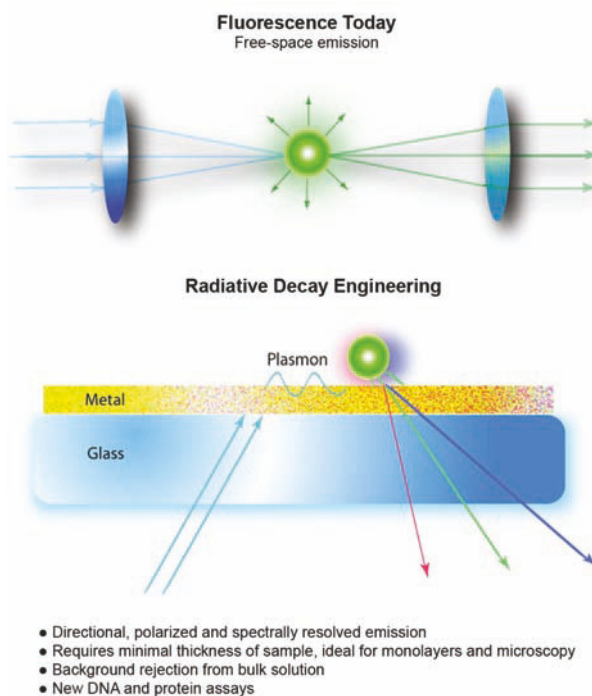 Fluorescence Today
Free-space emission
Radiative Decay Engineering
Plasmon
Metal
Glass
● Directional, polarized and spectrally resolved emission
● Requires minimal thickness of sample, ideal for monolayers and microscopy
● Background rejection from bulk solution
● New DNA and protein assays